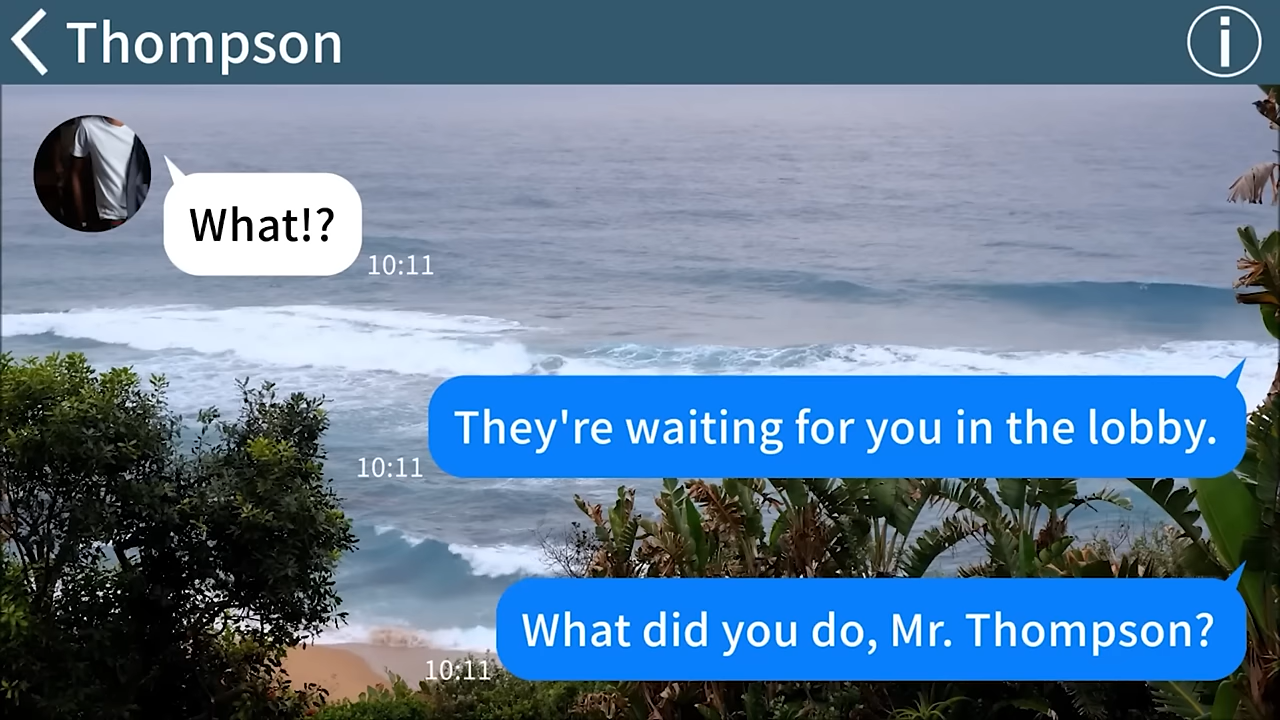 Thompson
What!?
10:11
They're waiting for you in the lobby.
10:11
What did you do, Mr. Thompson?
10:11